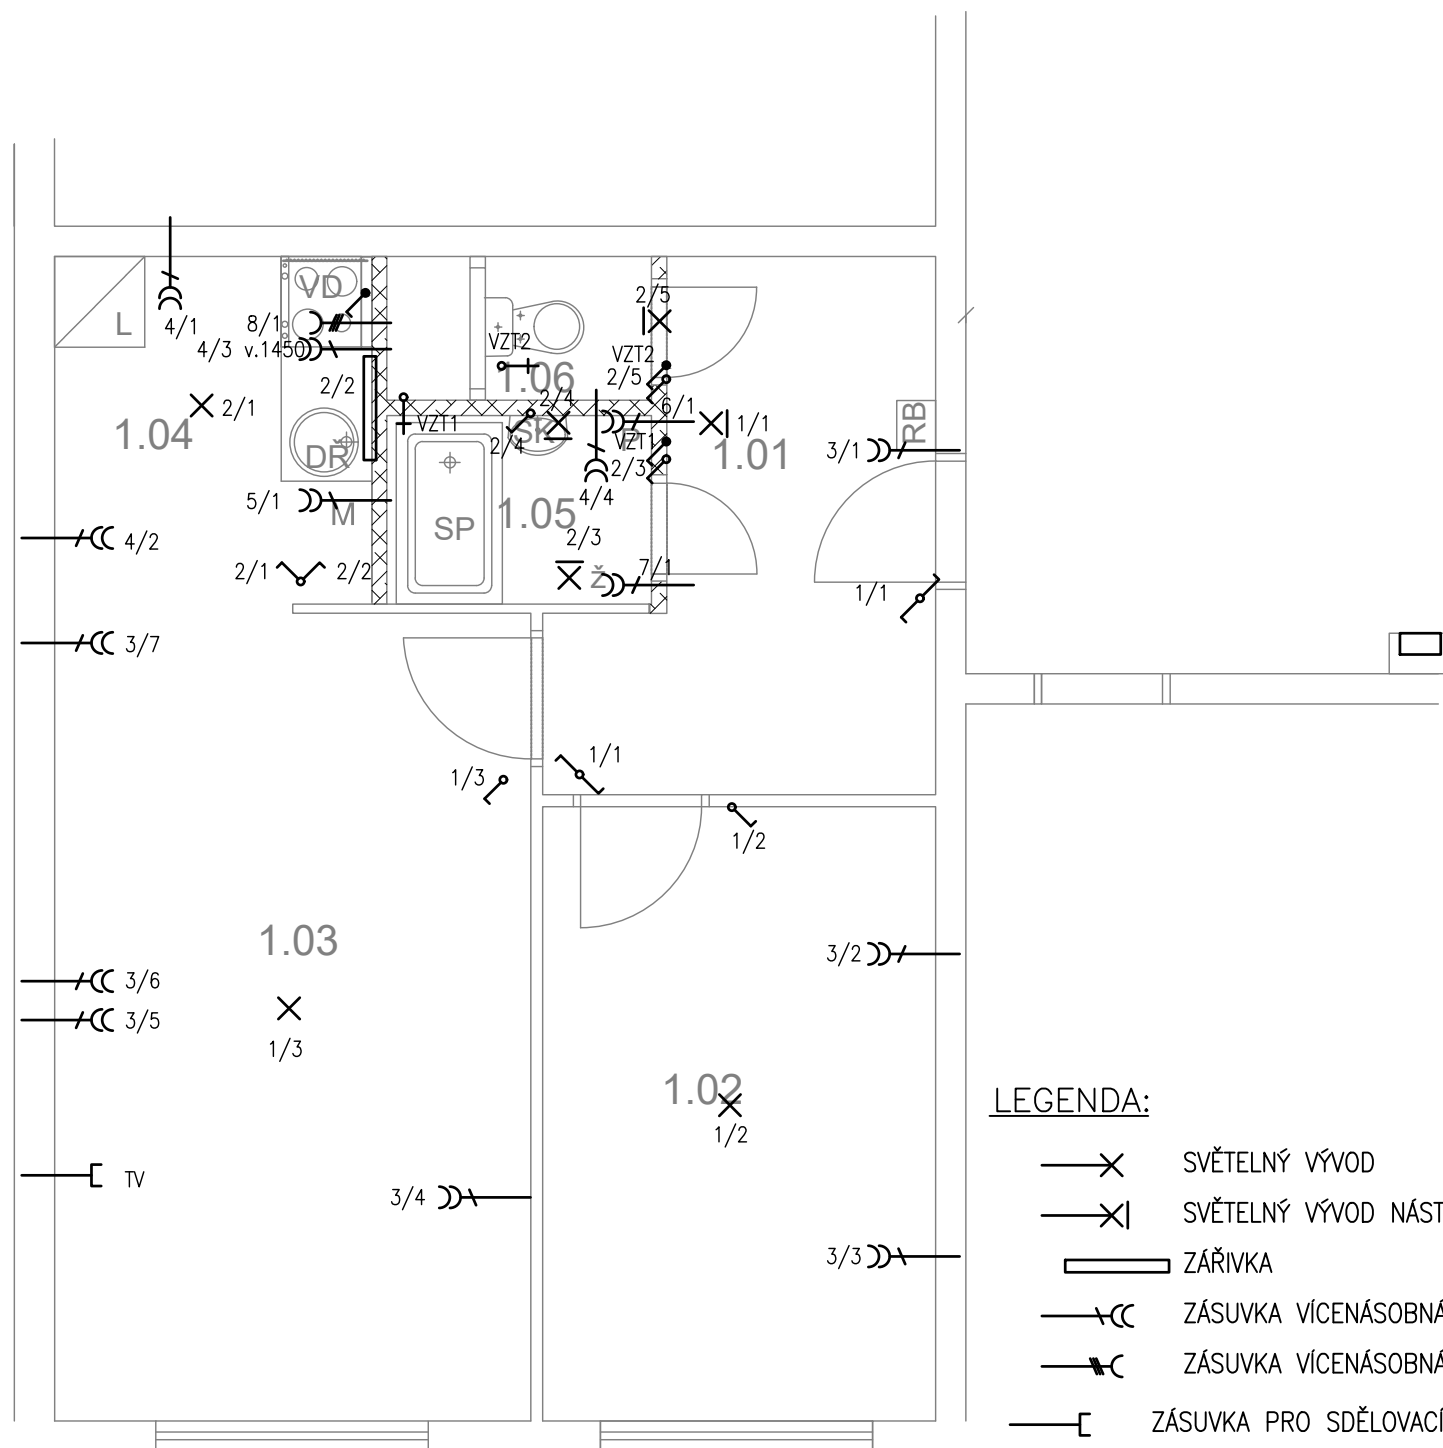 2/5
VD
L
4/1
8/1
4/3 v.1450
VZT2
VZT2
1.06
2/2
2/5
2/4
6/1
2/1
VZT1
SK
P
1/1
RB
1.04
DŘ
2/4
VZT1
1.01
3/1
2/3
5/1
M
SP
1.05
4/4
4/2
2/3
2/1
2/2
Ž
7/1
1/1
3/7
1/3
1/1
1/2
1.03
3/2
3/6
3/5
1/3
1.02
1/2
TV
3/4
3/3
LEGENDA:
SVĚTELNÝ VÝVOD
SVĚTELNÝ VÝVOD NÁST
ZÁŘIVKA
ZÁSUVKA VÍCENÁSOBNÁ
ZÁSUVKA VÍCENÁSOBNÁ
ZÁSUVKA PRO SDĚLOVACÍ